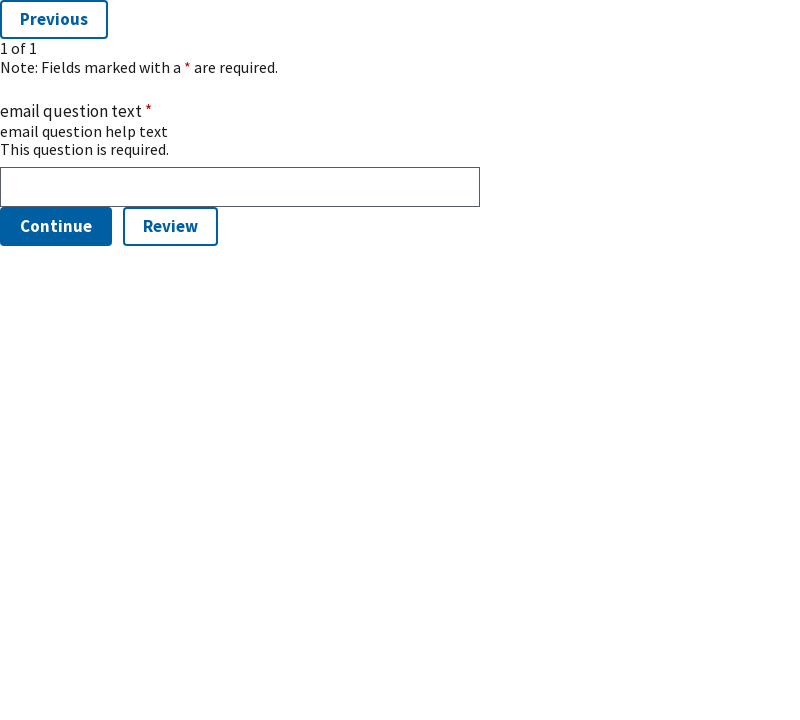 Previous
1 of 1
Note: Fields marked with a * are required.
email question text *
email question help text
This question is required.
Continue Review